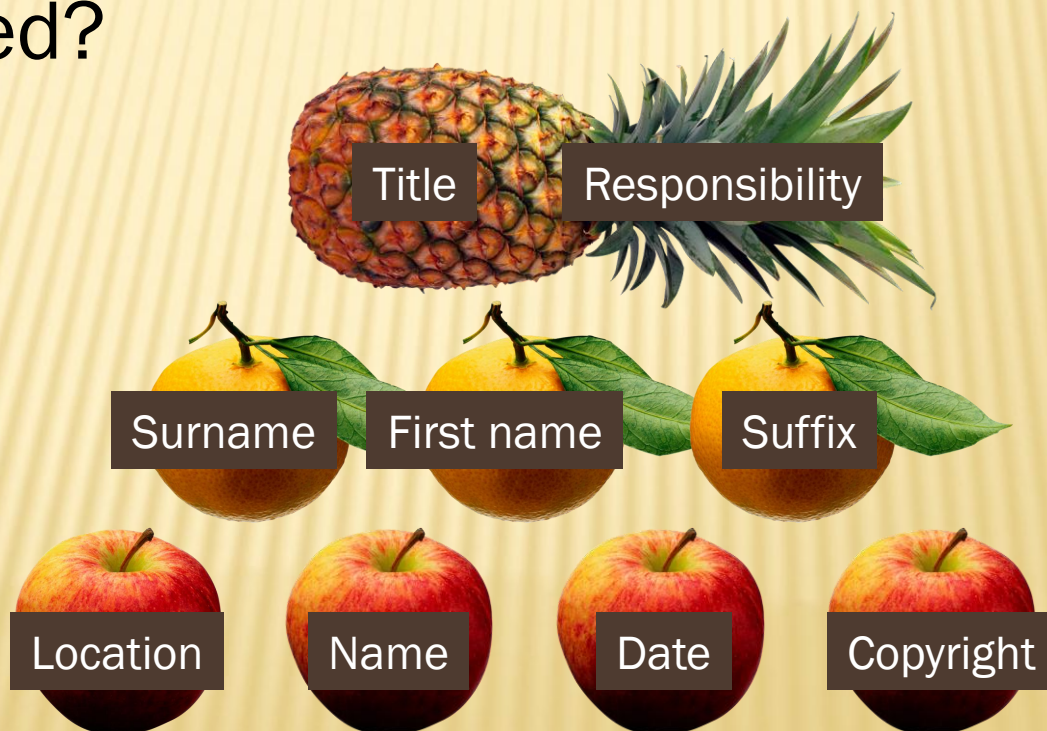 ed?
Title Responsibility
Surname First name Suffix
Location Name Date Copyright